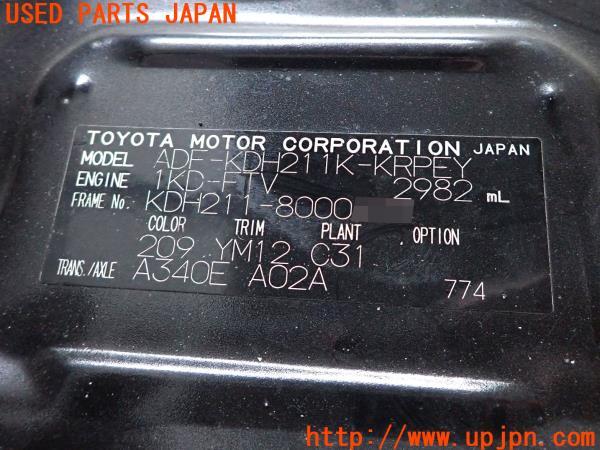 USED PARTS JAPAN
TOYOTA MOTOR CORPORATION JAPAN
MODEL ADF-KDH211K-KRPEY
ENGINE 1KD-FTV 2982 mL
FRAME No. KDH211-8000
COLOR TRIM PLANT OPTION
209 YM12 C31
TRANS./AXLE A340E A02A 774
http://www.upjpn.com/